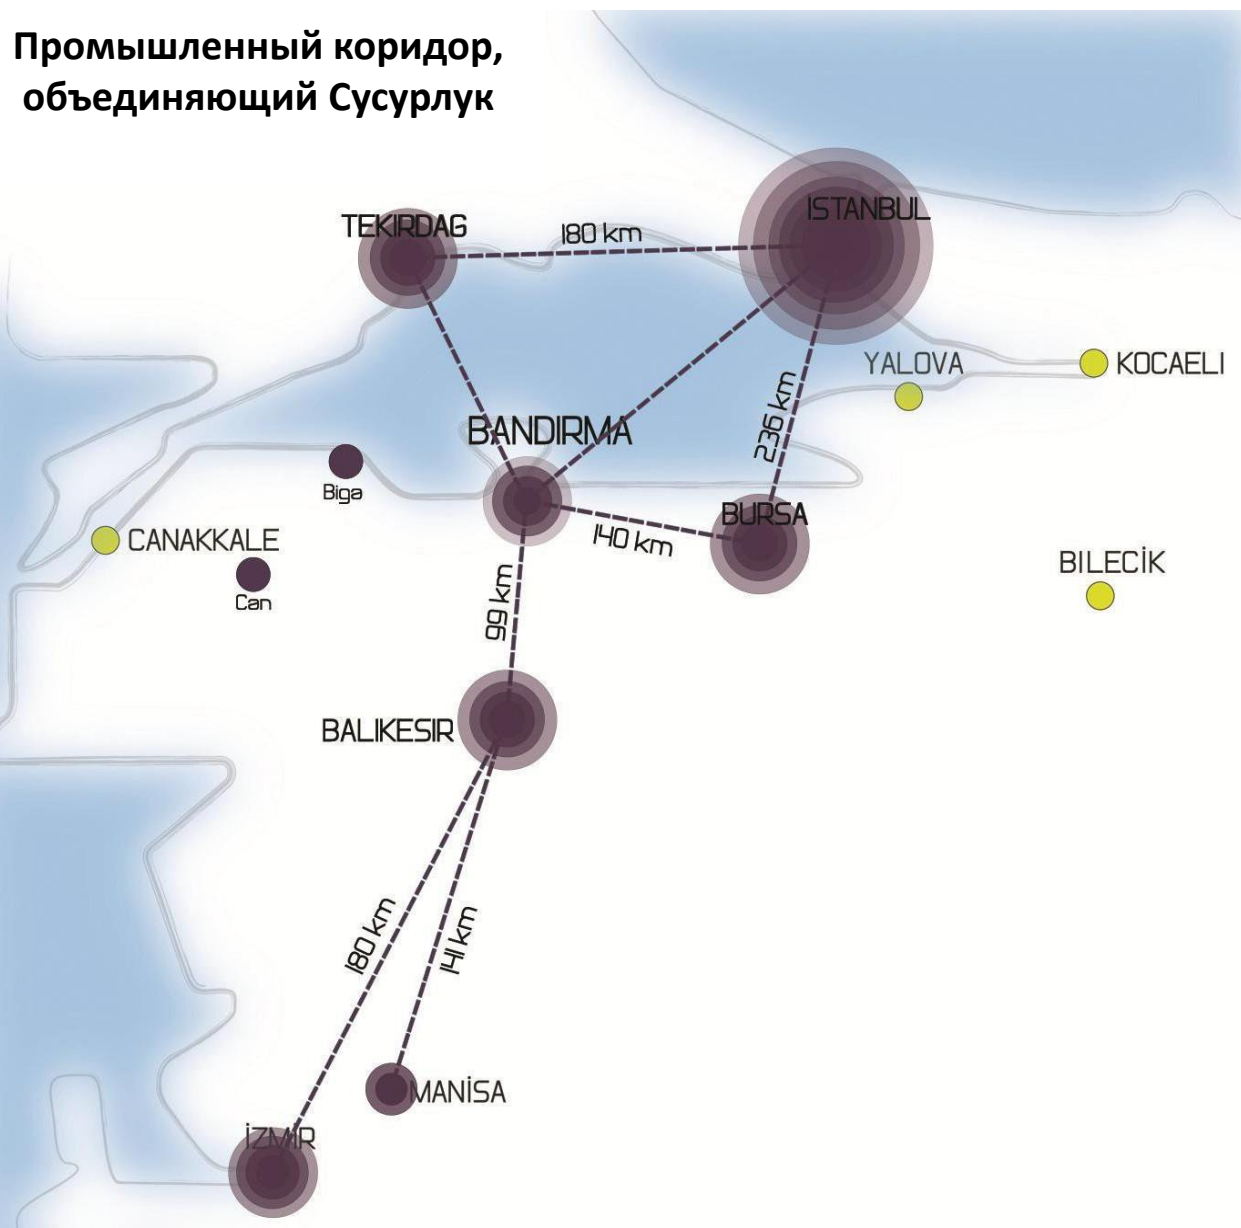 Промышленный коридор,
объединяющий Сусурлук
ISTANBUL
TEKIRDAG
180 km
YALOVA
KOCAELI
236 km
BANDIRMA
Biga
BURSA
CANAKKALE
140 km
BILECİK
Can
99 km
BALIKESIR
180 km
141 km
MANİSA
İZMIR